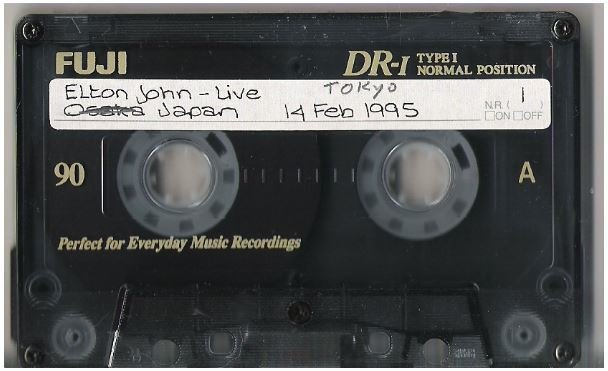 FUJI
DR-I TYPE I NORMAL POSITION
Elton John - Live TOKYO
Osaka Japan 14 Feb 1995
N.R. ( 1 )
ON OFF
90
A
Perfect for Everyday Music Recordings